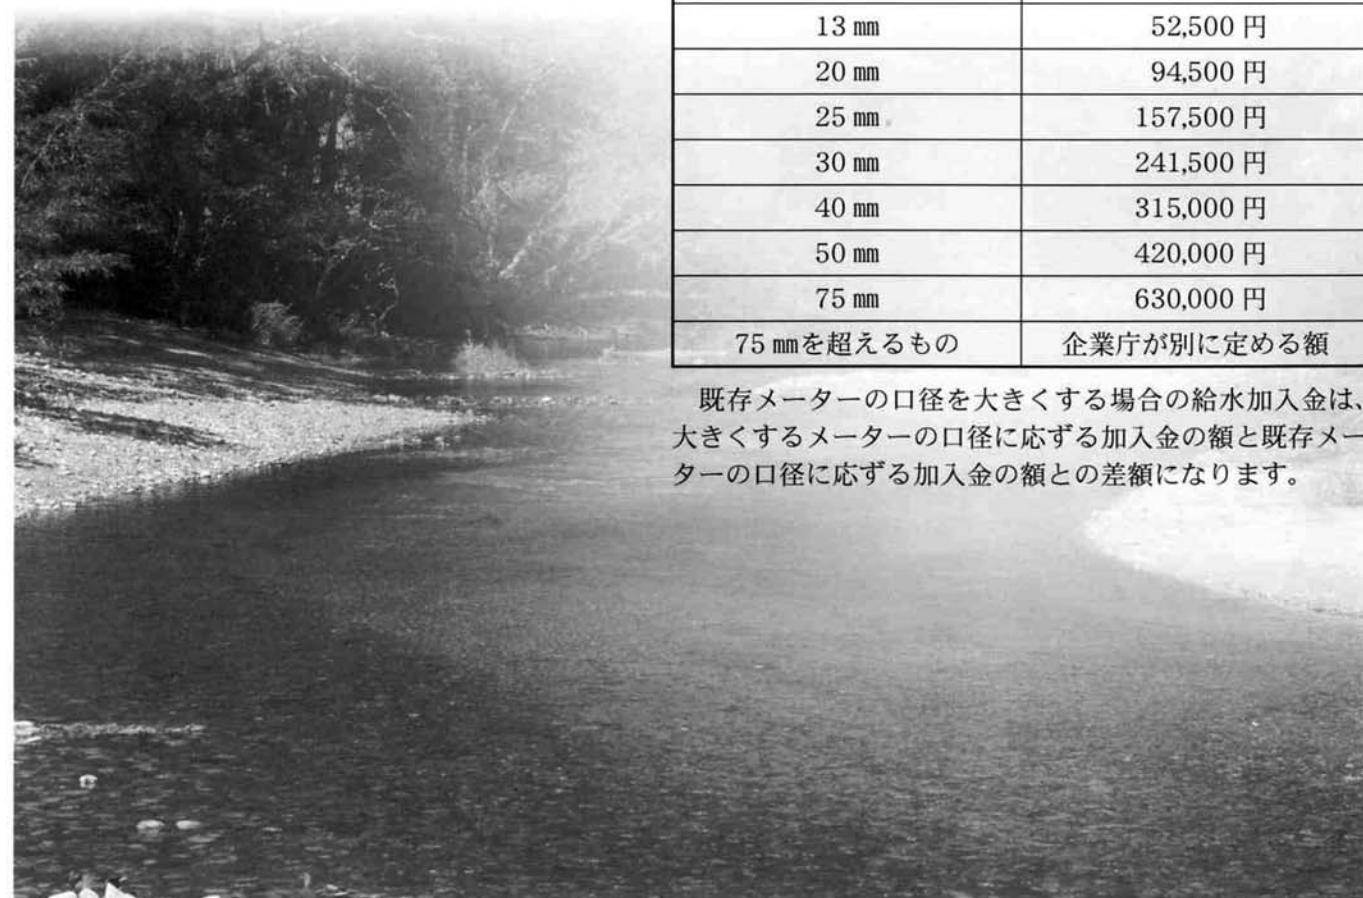 13 ㎜ 52,500 円
20 ㎜ 94,500 円
25 ㎜ 157,500 円
30 ㎜ 241,500 円
40 ㎜ 315,000 円
50 ㎜ 420,000 円
75 ㎜ 630,000 円
75 ㎜を超えるもの 企業庁が別に定める額
既存メーターの口径を大きくする場合の給水加入金は、
大きくするメーターの口径に応ずる加入金の額と既存メー
ターの口径に応ずる加入金の額との差額になります。